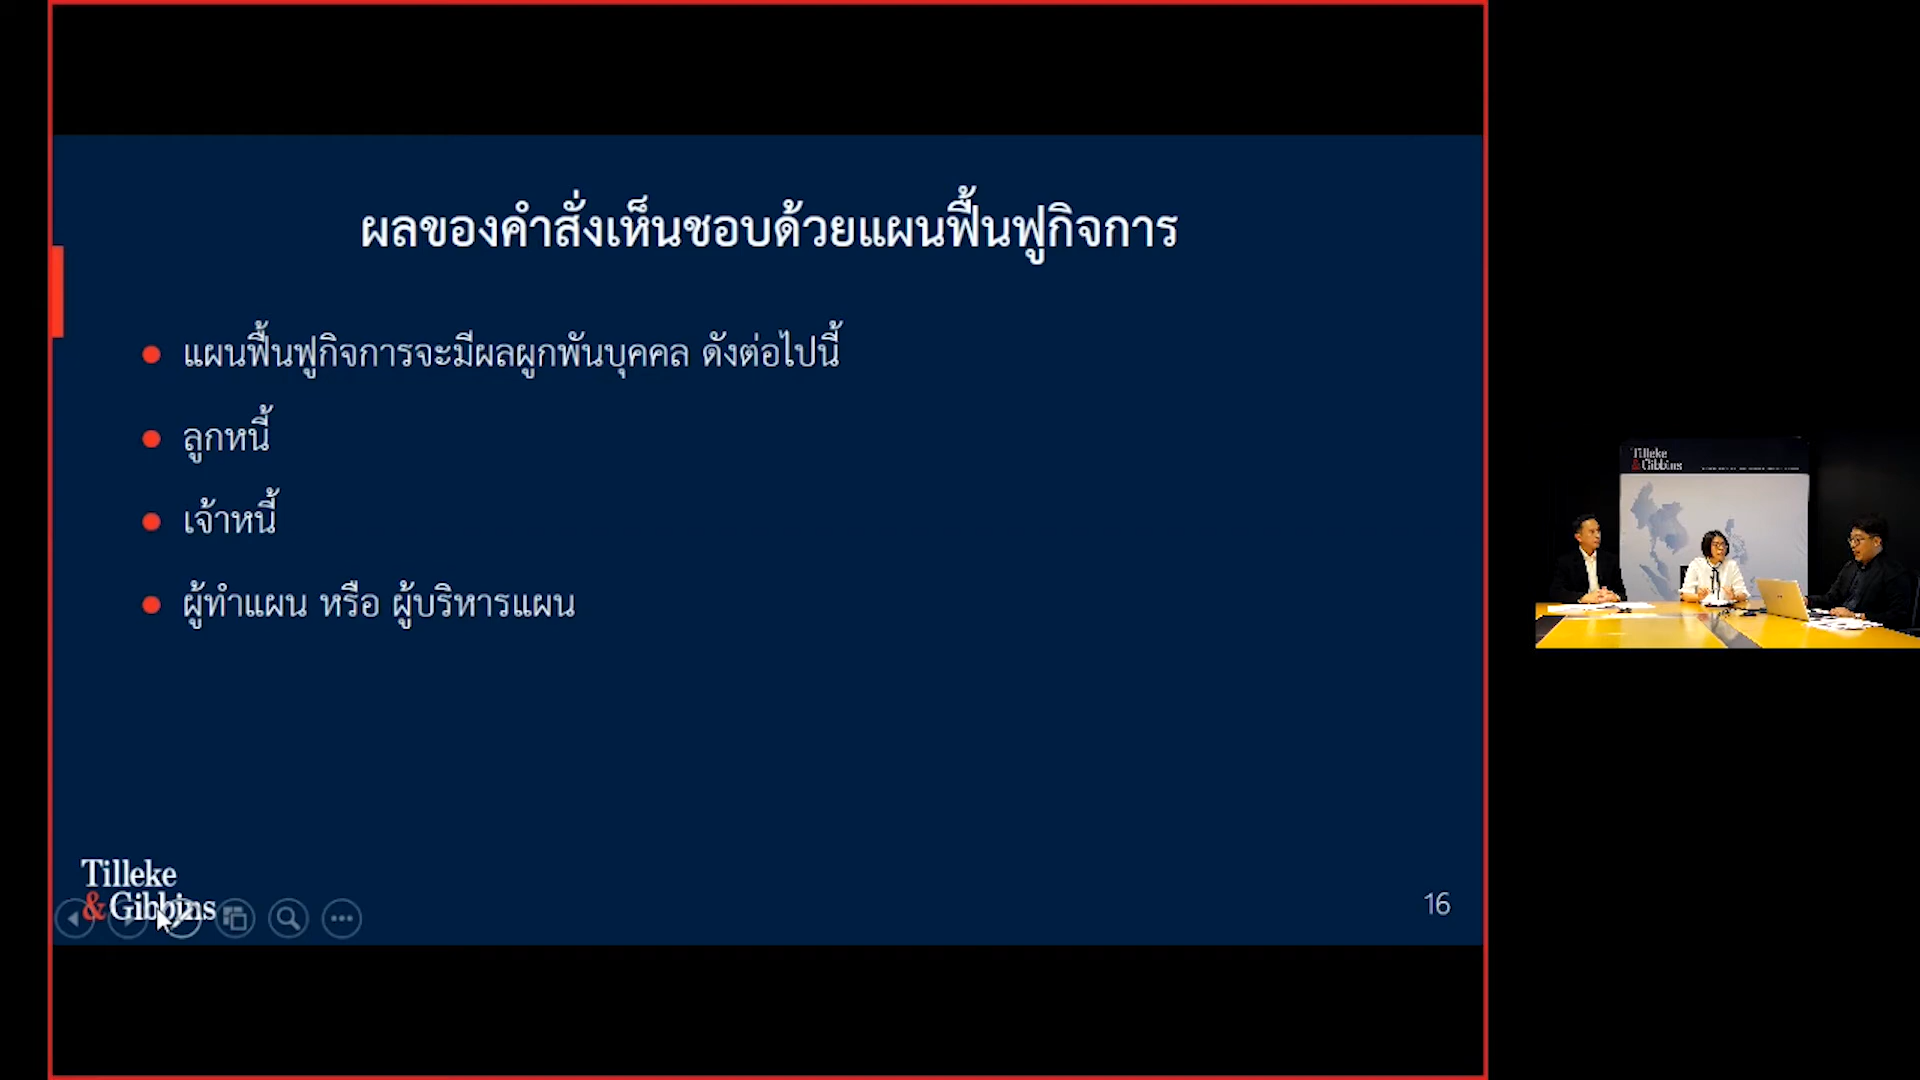 ผลของคำสั่งเห็นชอบด้วยแผนฟื้นฟูกิจการ
แผนฟื้นฟูกิจการจะมีผลผูกพันบุคคล ดังต่อไปนี้
ลูกหนี้
เจ้าหนี้
ผู้ทำแผน หรือ ผู้บริหารแผน
Tilleke
& Gibbins
16
Tilleke
& Gibbins